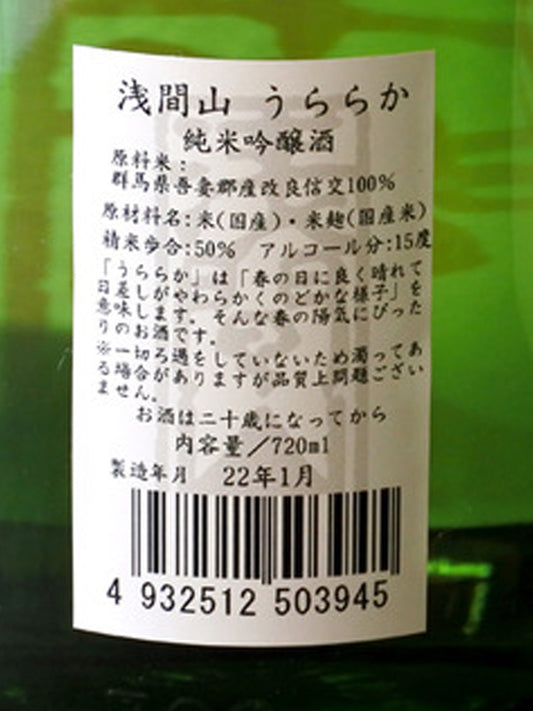 浅間山 うららか
純米吟醸酒
原料米：
群馬県吾妻郡産改良信交100%
原材料名：米(国産)・米麹(国産米)
精米歩合：50% アルコール分：15度
「うららか」は「春の日に良く晴れて
日差しがやわらかくのどかな様子」を
意味します。そんな春の陽気にぴった
りのお酒です。
※一切ろ過をしていないため濁ってあ
る場合がありますが品質上問題ござい
ません。
お酒は二十歳になってから
内容量／720ml
製造年月 22年1月
4 932512 503945